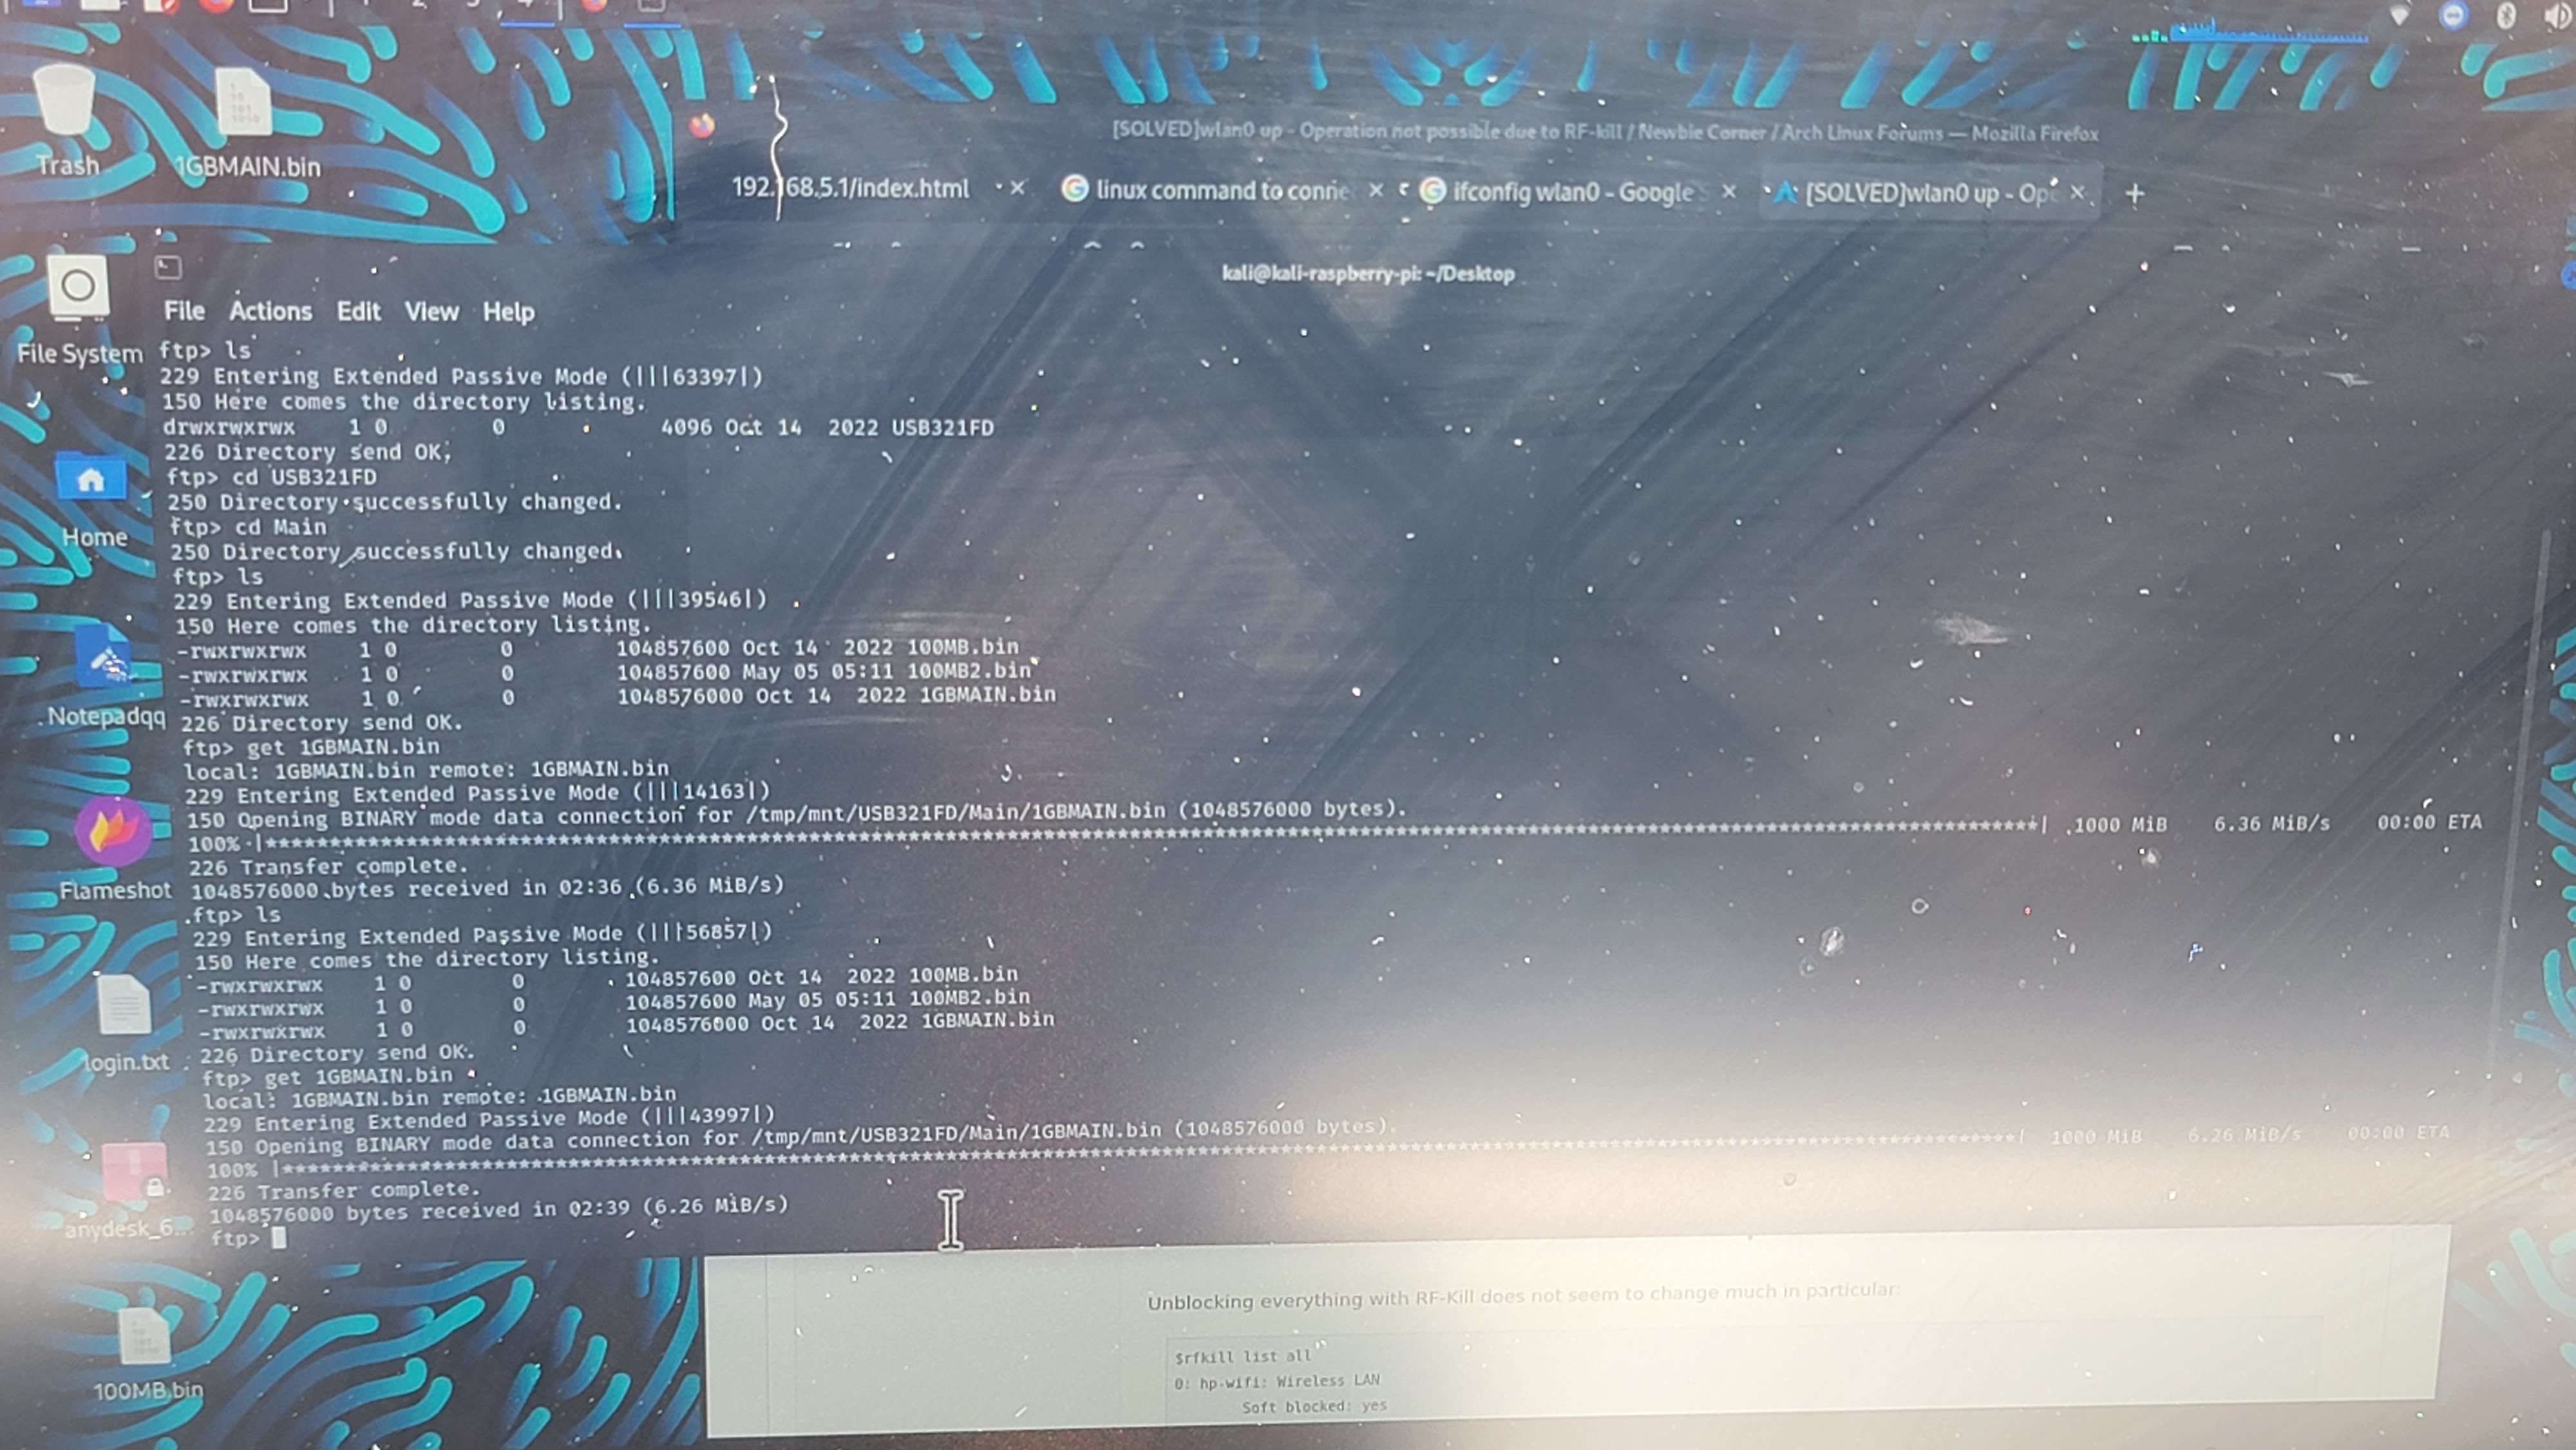 Trash
1GBMAIN.bin
[SOLVED]wlan0 up - Operation not possible due to RF-kill / Newbie Corner / Arch Linux Forums — Mozilla Firefox
192.168.5.1/index.html
linux command to conne
ifconfig wlan0 - Google
[SOLVED]wlan0 up - Op
kali@kali-raspberry-pi: ~/Desktop
File Actions Edit View Help
File System
Home
Notepadqq
Flameshot
login.txt
anydesk_6...
100MB.bin
ftp> ls
229 Entering Extended Passive Mode (|||63397|)
150 Here comes the directory listing.
drwxrwxrwx 1 0 0 4096 Oct 14 2022 USB321FD
226 Directory send OK.
ftp> cd USB321FD
250 Directory successfully changed.
ftp> cd Main
250 Directory successfully changed.
ftp> ls
229 Entering Extended Passive Mode (|||39546|)
150 Here comes the directory listing.
-rwxrwxrwx 1 0 0 104857600 Oct 14 2022 100MB.bin
-rwxrwxrwx 1 0 0 104857600 May 05 05:11 100MB2.bin
-rwxrwxrwx 1 0 0 1048576000 Oct 14 2022 1GBMAIN.bin
226 Directory send OK.
ftp> get 1GBMAIN.bin
local: 1GBMAIN.bin remote: 1GBMAIN.bin
229 Entering Extended Passive Mode (|||14163|)
150 Opening BINARY mode data connection for /tmp/mnt/USB321FD/Main/1GBMAIN.bin (1048576000 bytes).
100% |***********************************| 1000 MiB 6.36 MiB/s 00:00 ETA
226 Transfer complete.
1048576000 bytes received in 02:36 (6.36 MiB/s)
ftp> ls
229 Entering Extended Passive Mode (|||56857|)
150 Here comes the directory listing.
-rwxrwxrwx 1 0 0 104857600 Oct 14 2022 100MB.bin
-rwxrwxrwx 1 0 0 104857600 May 05 05:11 100MB2.bin
-rwxrwxrwx 1 0 0 1048576000 Oct 14 2022 1GBMAIN.bin
226 Directory send OK.
ftp> get 1GBMAIN.bin
local: 1GBMAIN.bin remote: 1GBMAIN.bin
229 Entering Extended Passive Mode (|||43997|)
150 Opening BINARY mode data connection for /tmp/mnt/USB321FD/Main/1GBMAIN.bin (1048576000 bytes).
100% |***********************************| 1000 MiB 6.26 MiB/s 00:00 ETA
226 Transfer complete.
1048576000 bytes received in 02:39 (6.26 MiB/s)
ftp>
Unblocking everything with RF-Kill does not seem to change much in particular:
$rfkill list all
0: hp-wifi: Wireless LAN
Soft blocked: yes